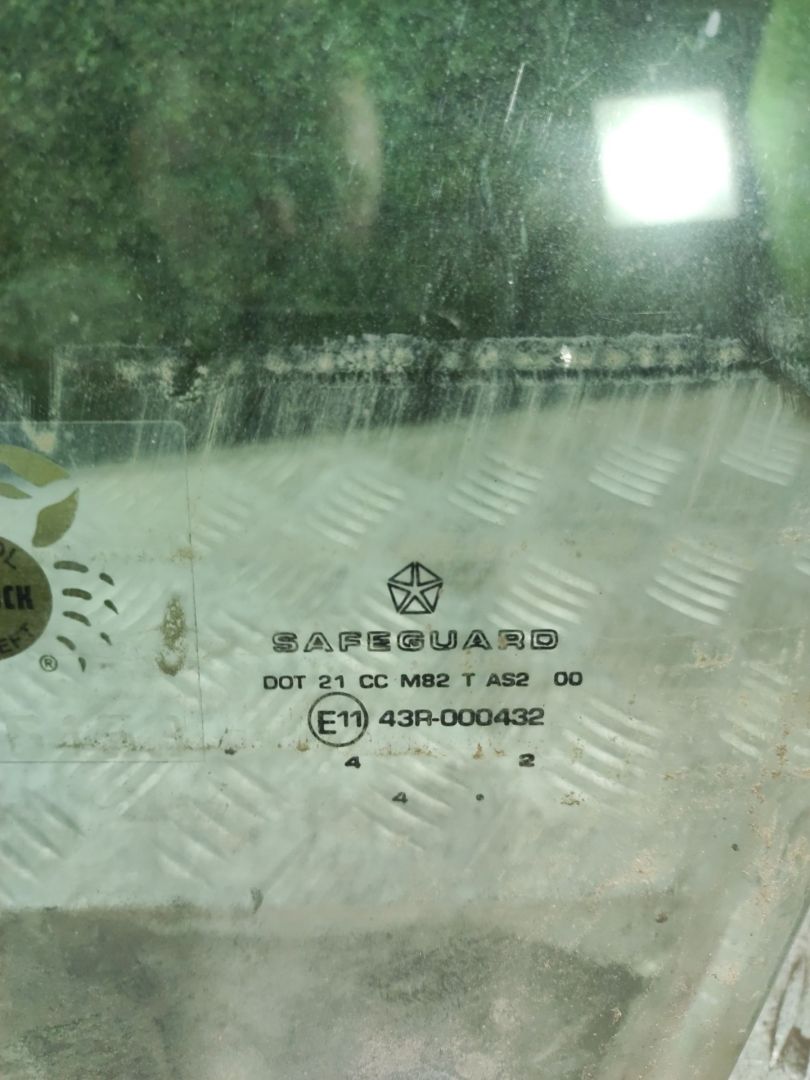 SAFEGUARD
DOT 21 CC M82 T AS2 00
E11 43R-000432
4 . 2
4 .
®